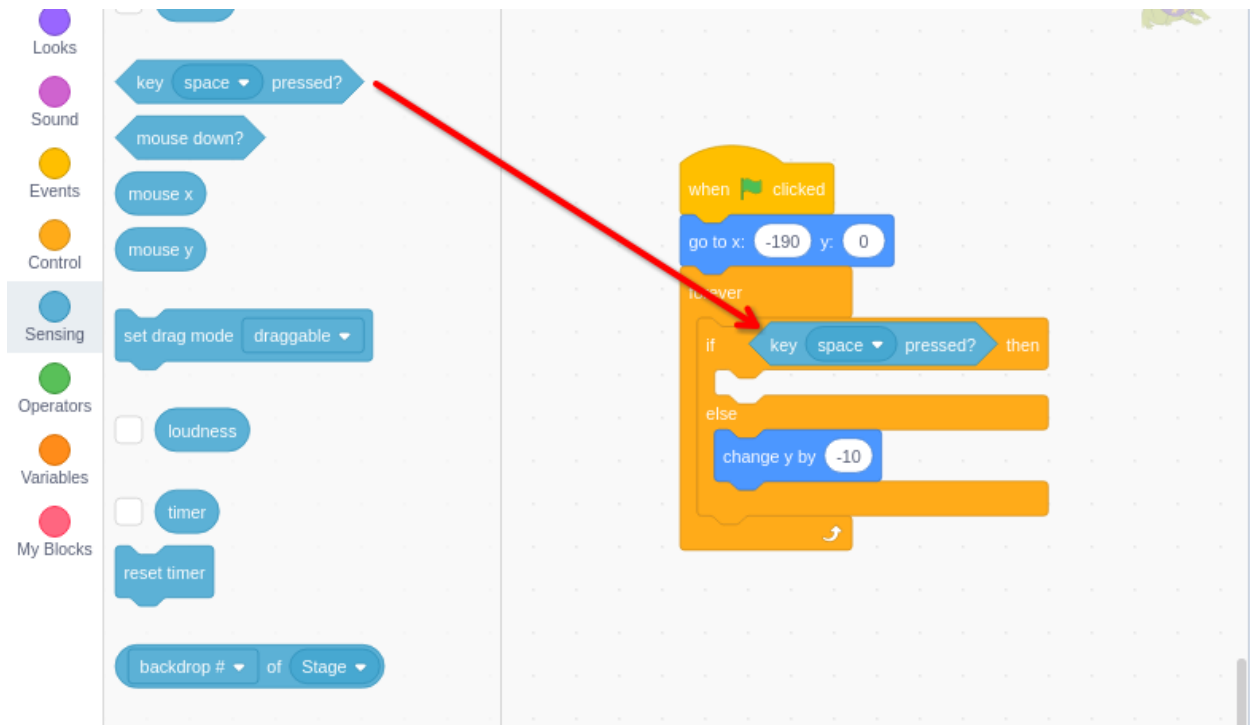 Looks
Sound
Events
Control
Sensing
Operators
Variables
My Blocks
key space pressed?
mouse down?
mouse x
mouse y
set drag mode draggable
loudness
timer
reset timer
backdrop # of Stage
when clicked
go to x: -190 y: 0
forever
if key space pressed? then
else
change y by -10